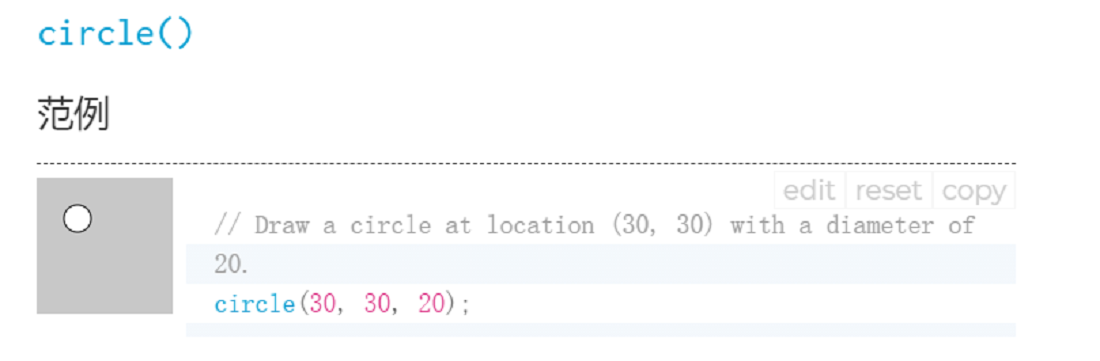 circle()
范例
edit reset copy
// Draw a circle at location (30, 30) with a diameter of
20.
circle(30, 30, 20);